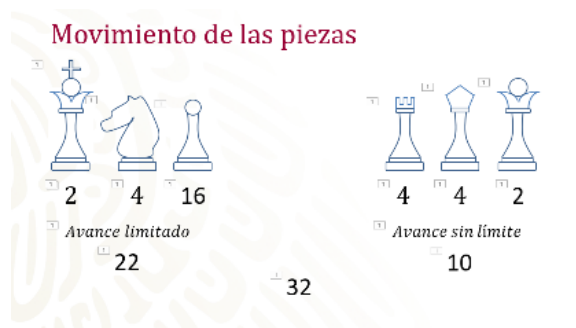 Movimiento de las piezas
2 4 16 4 4 2
Avance limitado Avance sin límite
22 10
32